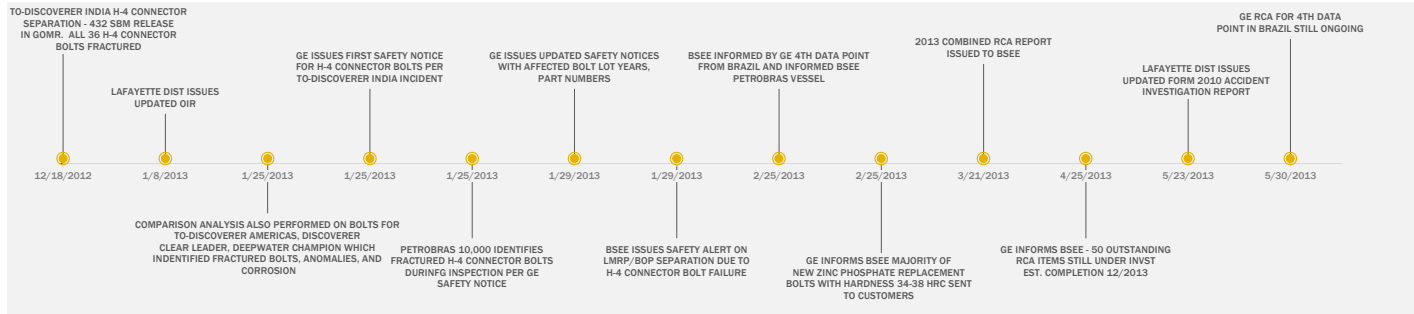 TO-DISCOVERER INDIA H-4 CONNECTOR
SEPARATION - 432 SBM RELEASE
IN GOMR.  ALL 36 H-4 CONNECTOR
BOLTS FRACTURED
LAFAYETTE DIST ISSUES
UPDATED OIR
GE ISSUES FIRST SAFETY NOTICE
FOR H-4 CONNECTOR BOLTS PER
TO-DISCOVERER INDIA INCIDENT
GE ISSUES UPDATED SAFETY NOTICES
WITH AFFECTED BOLT LOT YEARS,
PART NUMBERS
BSEE INFORMED BY GE 4TH DATA POINT
FROM BRAZIL AND INFORMED BSEE
PETROBRAS VESSEL
2013 COMBINED RCA REPORT
ISSUED TO BSEE
LAFAYETTE DIST ISSUES
UPDATED FORM 2010 ACCIDENT
INVESTIGATION REPORT
GE RCA FOR 4TH DATA
POINT IN BRAZIL STILL ONGOING
12/18/2012
1/8/2013
1/25/2013
1/25/2013
1/25/2013
1/29/2013
1/29/2013
2/25/2013
2/25/2013
3/21/2013
4/25/2013
5/23/2013
5/30/2013
COMPARISON ANALYSIS ALSO PERFORMED ON BOLTS FOR
TO-DISCOVERER AMERICAS, DISCOVERER
CLEAR LEADER, DEEPWATER CHAMPION WHICH
INDENTIFIED FRACTURED BOLTS, ANOMALIES, AND
CORROSION
PETROBRAS 10,000 IDENTIFIES
FRACTURED H-4 CONNECTOR BOLTS
DURINFG INSPECTION PER GE
SAFETY NOTICE
BSEE ISSUES SAFETY ALERT ON
LMRP/BOP SEPARATION DUE TO
H-4 CONNECTOR BOLT FAILURE
GE INFORMS BSEE MAJORITY OF
NEW ZINC PHOSPHATE REPLACEMENT
BOLTS WITH HARDNESS 34-38 HRC SENT
TO CUSTOMERS
GE INFORMS BSEE - 50 OUTSTANDING
RCA ITEMS STILL UNDER INVST
EST. COMPLETION 12/2013